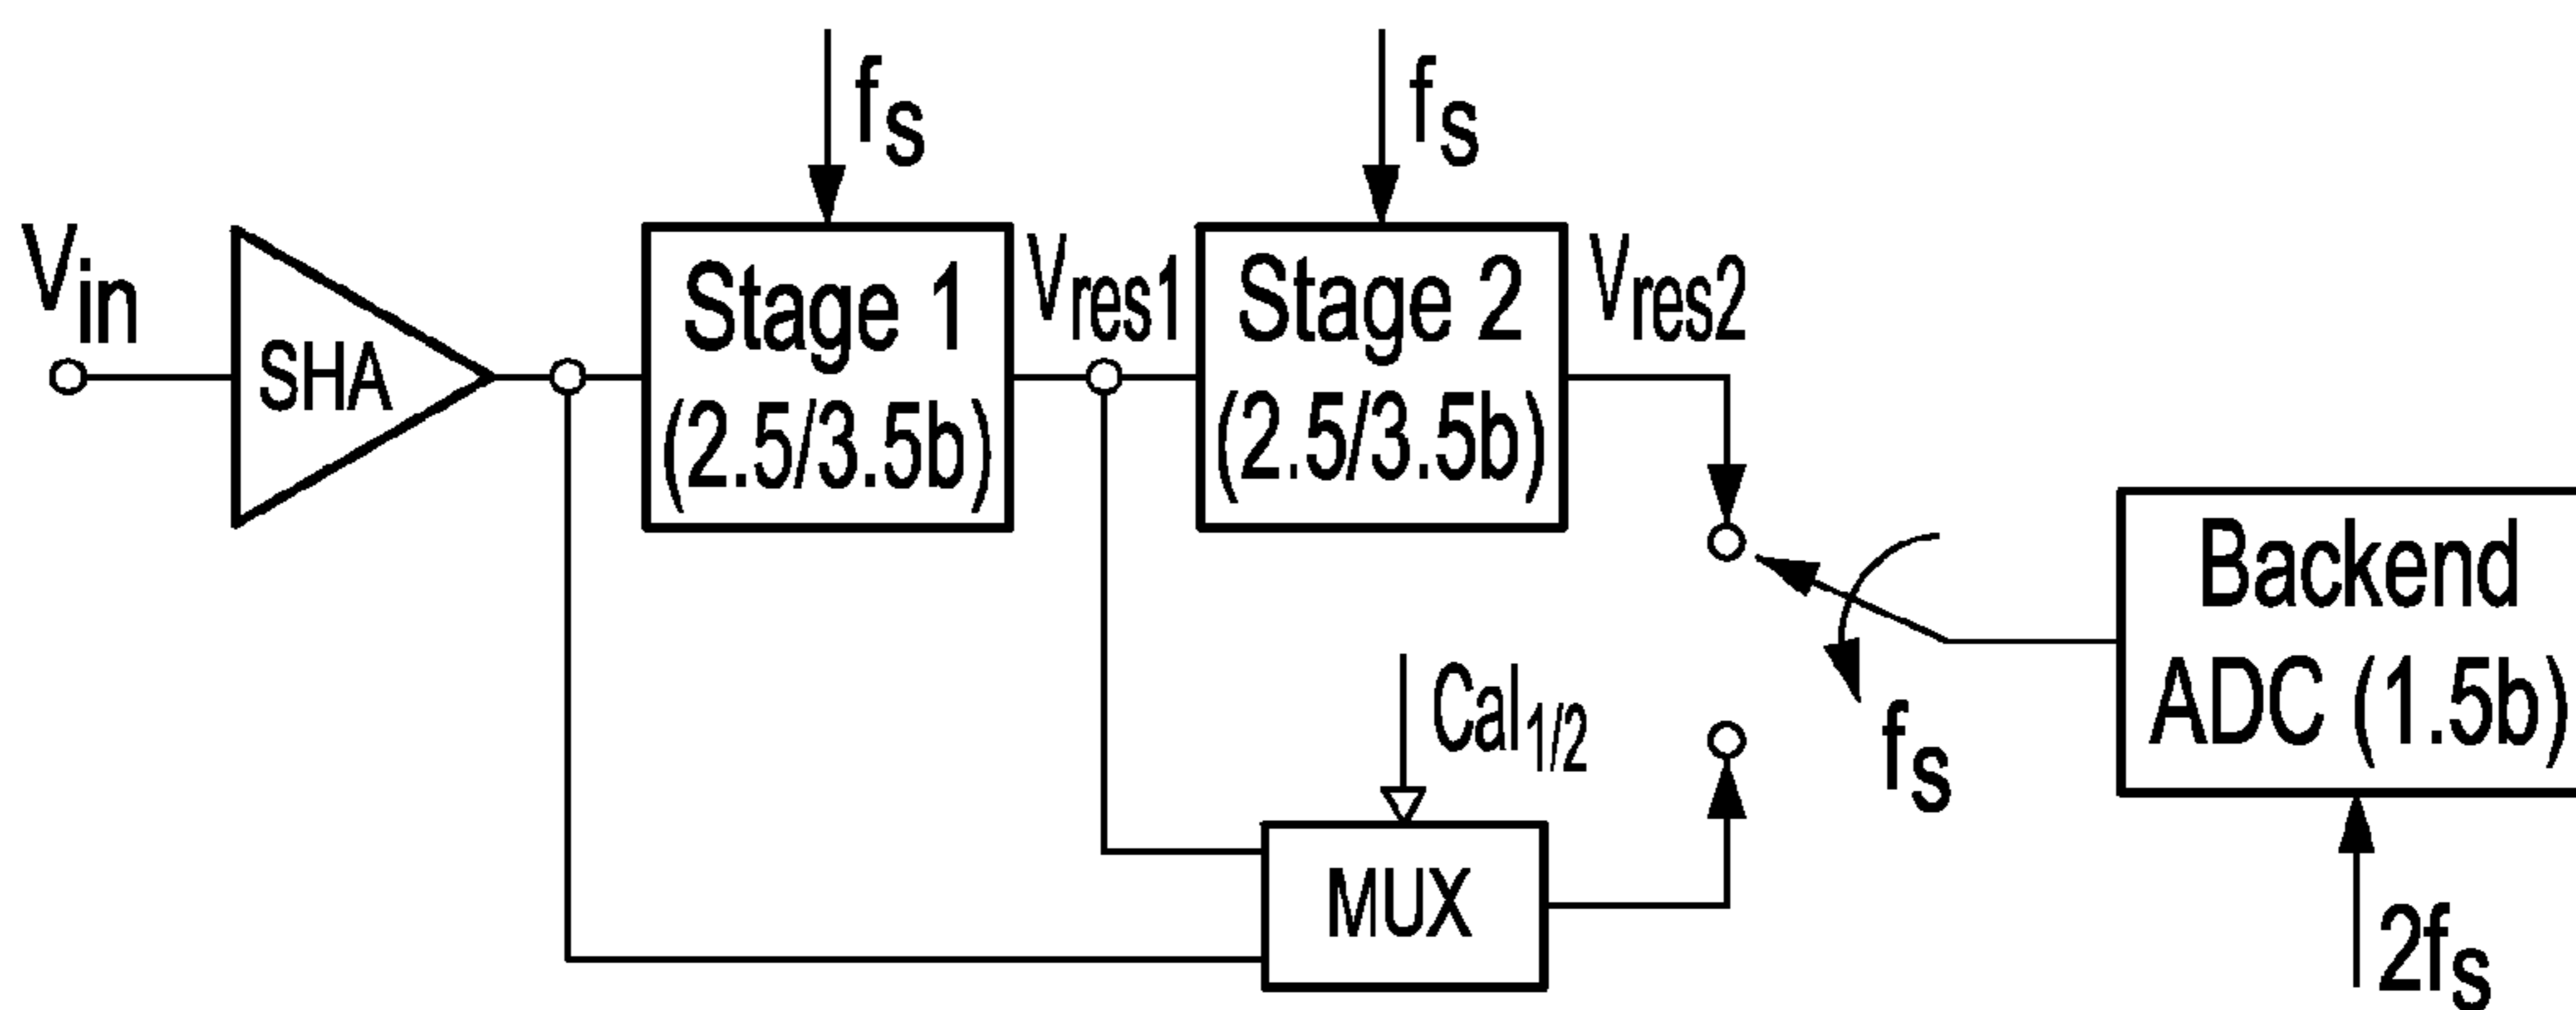 fs
fs
Vin
SHA
Stage 1
(2.5/3.5b)
Vres1
Stage 2
(2.5/3.5b)
Vres2
Cal1/2
MUX
fs
Backend
ADC (1.5b)
2fs